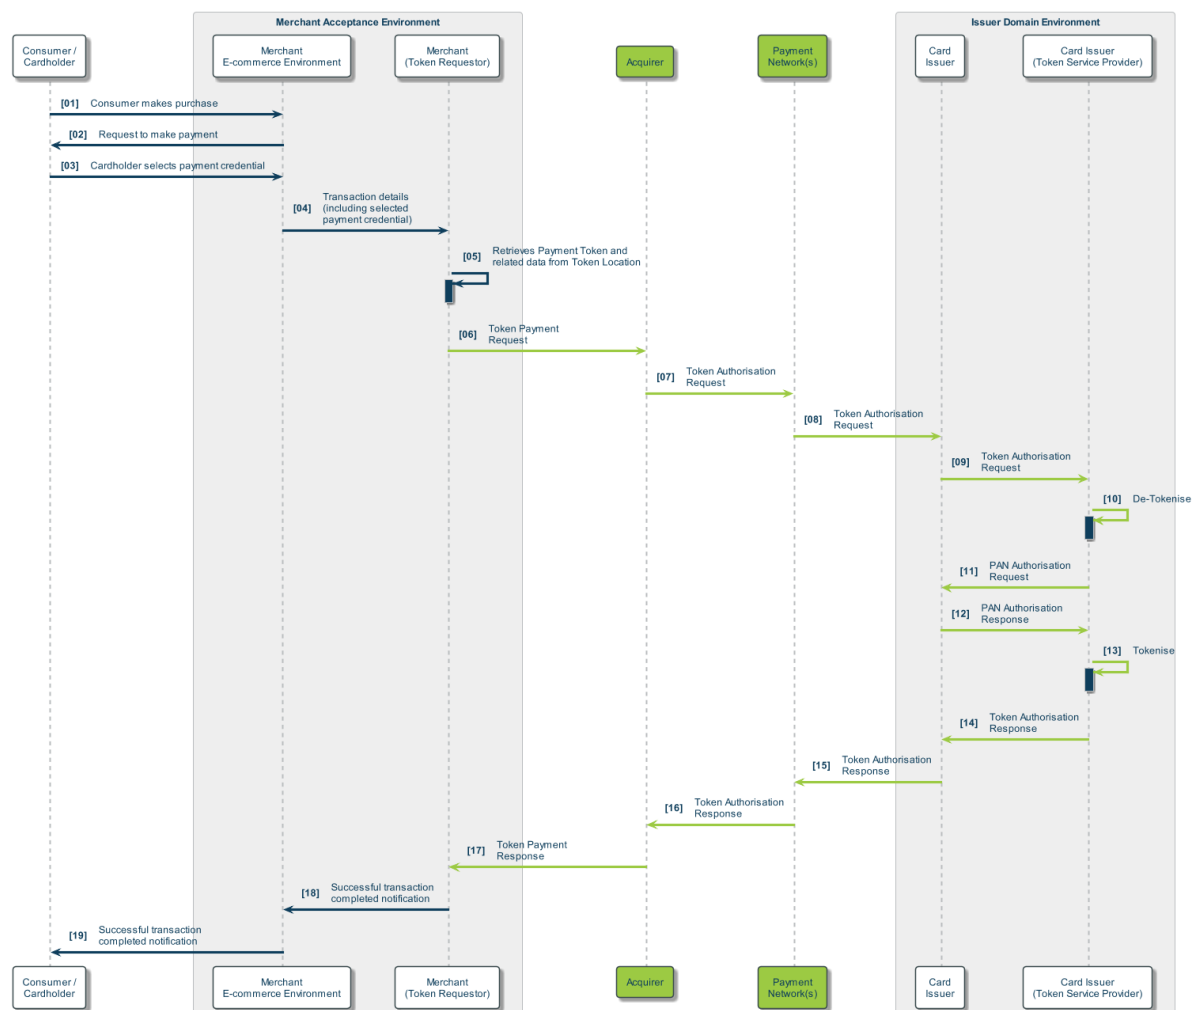 Merchant Acceptance Environment
Issuer Domain Environment
Consumer /
Cardholder
Merchant
E-commerce Environment
Merchant
(Token Requestor)
Acquirer
Payment
Network(s)
Card
Issuer
Card Issuer
(Token Service Provider)
[01] Consumer makes purchase
[02] Request to make payment
[03] Cardholder selects payment credential
[04] Transaction details
(including selected
payment credential)
[05] Retrieves Payment Token and
related data from Token Location
[06] Token Payment
Request
[07] Token Authorisation
Request
[08] Token Authorisation
Request
[09] Token Authorisation
Request
[10] De-Tokenise
[11] PAN Authorisation
Request
[12] PAN Authorisation
Response
[13] Tokenise
[14] Token Authorisation
Response
[15] Token Authorisation
Response
[16] Token Authorisation
Response
[17] Token Payment
Response
[18] Successful transaction
completed notification
[19] Successful transaction
completed notification
Consumer /
Cardholder
Merchant
E-commerce Environment
Merchant
(Token Requestor)
Acquirer
Payment
Network(s)
Card
Issuer
Card Issuer
(Token Service Provider)